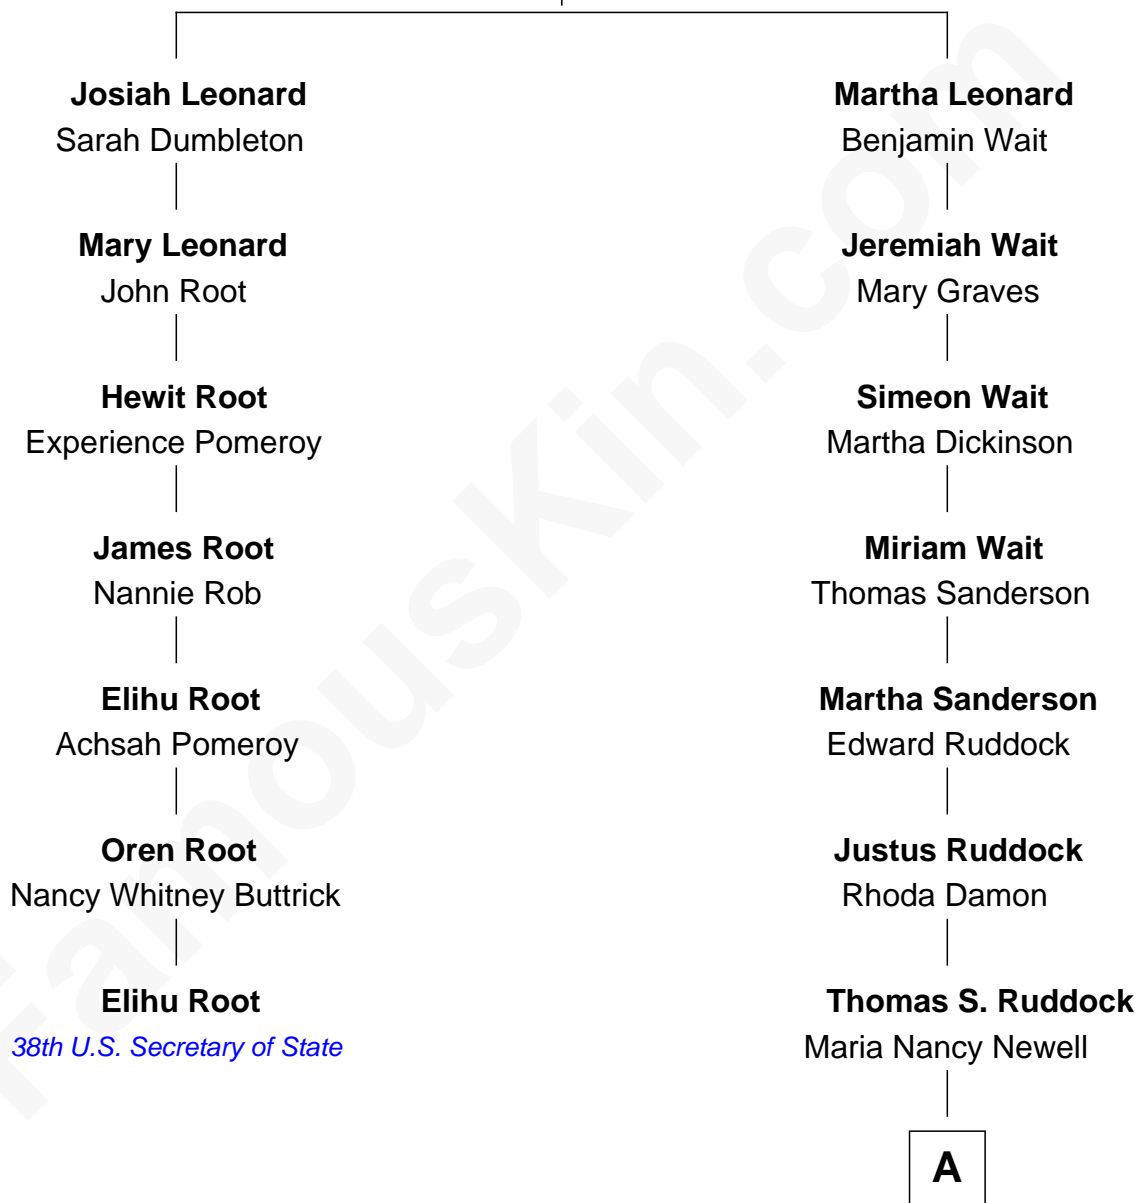 Josiah Leonard
Sarah Dumbleton
Mary Leonard
John Root
Hewit Root
Experience Pomeroy
James Root
Nannie Rob
Elihu Root
Achsah Pomeroy
Oren Root
Nancy Whitney Buttrick
Elihu Root
38th U.S. Secretary of State
Martha Leonard
Benjamin Wait
Jeremiah Wait
Mary Graves
Simeon Wait
Martha Dickinson
Miriam Wait
Thomas Sanderson
Martha Sanderson
Edward Ruddock
Justus Ruddock
Rhoda Damon
Thomas S. Ruddock
Maria Nancy Newell
A
FamousKin.com